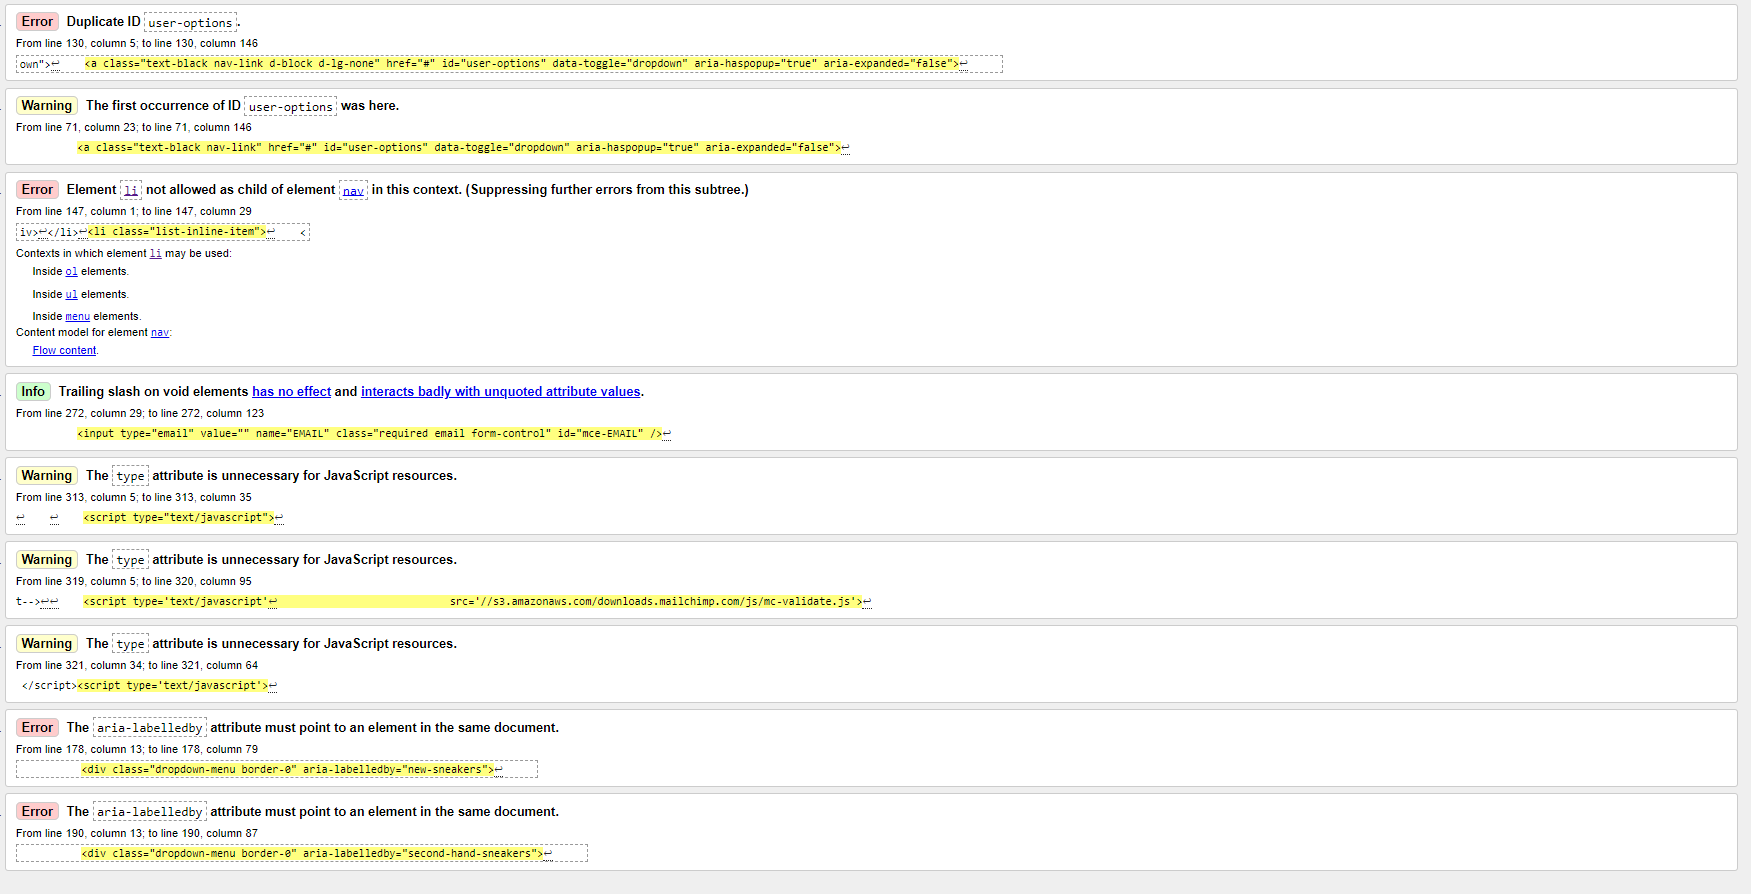 Error Duplicate ID user-options.
From line 130, column 5; to line 130, column 146
own">↩    <a class="text-black nav-link d-block d-lg-none" href="#" id="user-options" data-toggle="dropdown" aria-haspopup="true" aria-expanded="false">↩
Warning The first occurrence of ID user-options was here.
From line 71, column 23; to line 71, column 146
<a class="text-black nav-link" href="#" id="user-options" data-toggle="dropdown" aria-haspopup="true" aria-expanded="false">↩
Error Element li not allowed as child of element nav in this context. (Suppressing further errors from this subtree.)
From line 147, column 1; to line 147, column 29
iv>↩</li>↩<li class="list-inline-item">↩    <
Contexts in which element li may be used:
Inside ol elements.
Inside ul elements.
Inside menu elements.
Content model for element nav:
Flow content.
Info Trailing slash on void elements has no effect and interacts badly with unquoted attribute values.
From line 272, column 29; to line 272, column 123
<input type="email" value="" name="EMAIL" class="required email form-control" id="mce-EMAIL" />↩
Warning The type attribute is unnecessary for JavaScript resources.
From line 313, column 5; to line 313, column 35
↩    ↩    <script type="text/javascript">↩
Warning The type attribute is unnecessary for JavaScript resources.
From line 319, column 5; to line 320, column 95
t-->↩↩    <script type='text/javascript'↩ src='//s3.amazonaws.com/downloads.mailchimp.com/js/mc-validate.js'>↩
Warning The type attribute is unnecessary for JavaScript resources.
From line 321, column 34; to line 321, column 64
</script><script type='text/javascript'>↩
Error The aria-labelledby attribute must point to an element in the same document.
From line 178, column 13; to line 178, column 79
<div class="dropdown-menu border-0" aria-labelledby="new-sneakers">↩
Error The aria-labelledby attribute must point to an element in the same document.
From line 190, column 13; to line 190, column 87
<div class="dropdown-menu border-0" aria-labelledby="second-hand-sneakers">↩